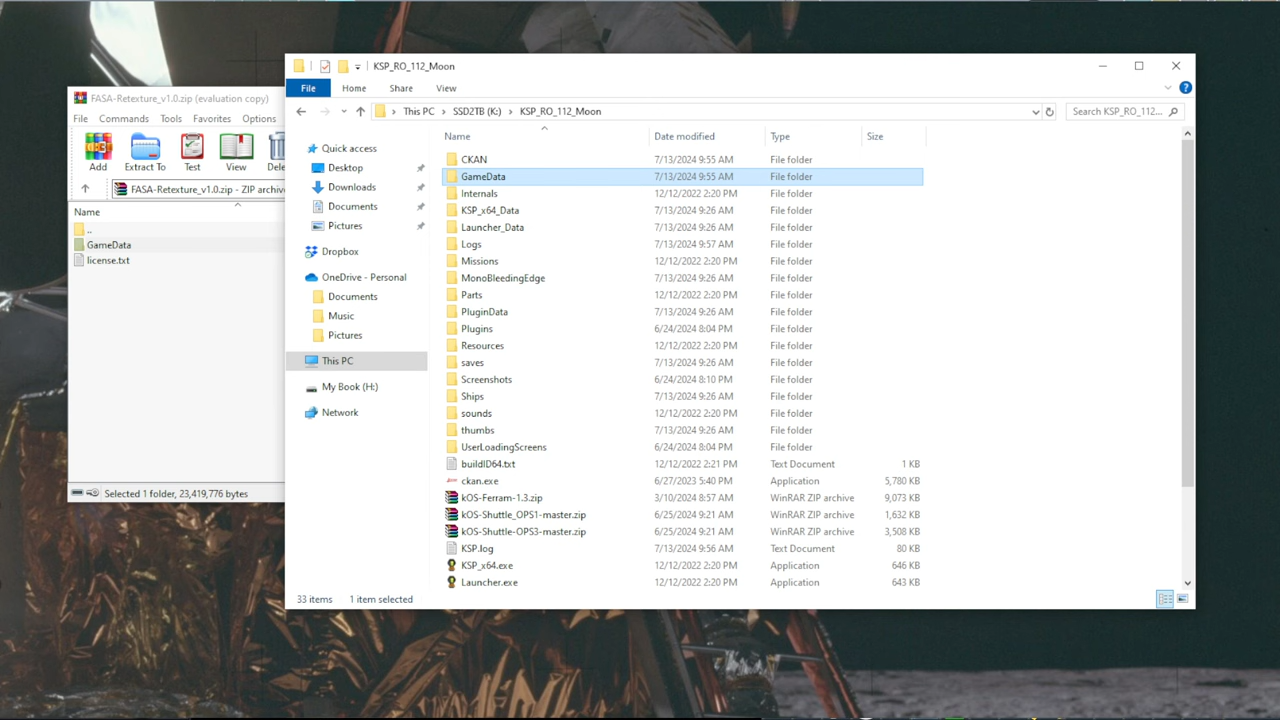 FASA-Retexture_v1.0.zip (evaluation copy)
File Commands Tools Favorites Options
Add Extract To Test View Dele
FASA-Retexture_v1.0.zip - ZIP archive
Name
..
GameData
license.txt
Selected 1 folder, 23,419,776 bytes
KSP_RO_112_Moon
File Home Share View
This PC > SSD2TB (K:) > KSP_RO_112_Moon
Search KSP_RO_112...
Quick access
Desktop
Downloads
Documents
Pictures
Dropbox
OneDrive - Personal
Documents
Music
Pictures
This PC
My Book (H:)
Network
Name Date modified Type Size
CKAN 7/13/2024 9:55 AM File folder
GameData 7/13/2024 9:55 AM File folder
Internals 12/12/2022 2:20 PM File folder
KSP_x64_Data 7/13/2024 9:26 AM File folder
Launcher_Data 7/13/2024 9:26 AM File folder
Logs 7/13/2024 9:57 AM File folder
Missions 12/12/2022 2:20 PM File folder
MonoBleedingEdge 7/13/2024 9:26 AM File folder
Parts 12/12/2022 2:20 PM File folder
PluginData 7/13/2024 9:26 AM File folder
Plugins 6/24/2024 8:04 PM File folder
Resources 12/12/2022 2:20 PM File folder
saves 7/13/2024 9:26 AM File folder
Screenshots 6/24/2024 8:10 PM File folder
Ships 7/13/2024 9:26 AM File folder
sounds 12/12/2022 2:20 PM File folder
thumbs 7/13/2024 9:26 AM File folder
UserLoadingScreens 6/24/2024 8:04 PM File folder
buildID64.txt 12/12/2022 2:21 PM Text Document 1 KB
ckan.exe 6/27/2023 5:40 PM Application 5,780 KB
kOS-Ferram-1.3.zip 3/10/2024 8:57 AM WinRAR ZIP archive 9,073 KB
kOS-Shuttle_OPS1-master.zip 6/25/2024 9:21 AM WinRAR ZIP archive 1,632 KB
kOS-Shuttle-OPS3-master.zip 6/25/2024 9:21 AM WinRAR ZIP archive 3,508 KB
KSP.log 7/13/2024 9:56 AM Text Document 80 KB
KSP_x64.exe 12/12/2022 2:20 PM Application 646 KB
Launcher.exe 12/12/2022 2:20 PM Application 643 KB
33 items 1 item selected